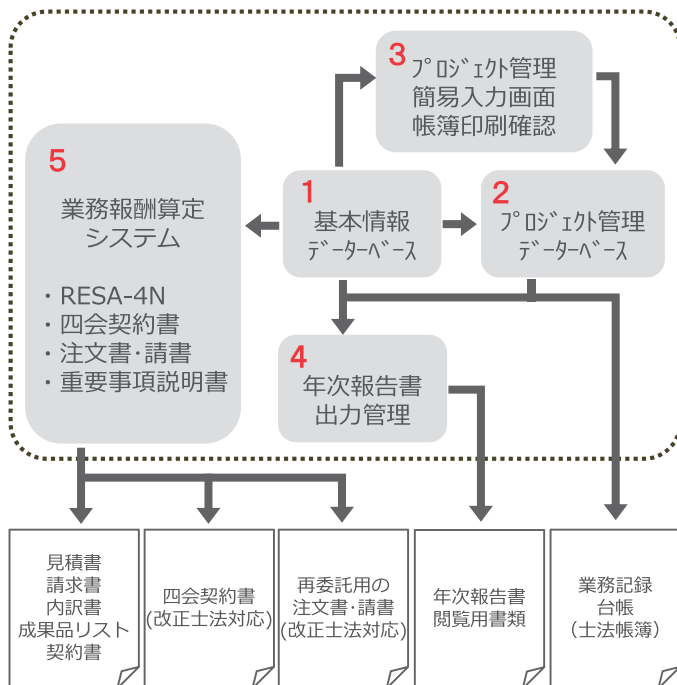 3
プロジェクト管理
簡易入力画面
帳簿印刷確認
5
業務報酬算定
システム
・RESA-4N
・四会契約書
・注文書・請書
・重要事項説明書
1
基本情報
データーベース
2
プロジェクト管理
データーベース
4
年次報告書
出力管理
見積書
請求書
内訳書
成果品リスト
契約書
四会契約書
(改正士法対応)
再委託用の
注文書・請書
(改正士法対応)
年次報告書
閲覧用書類
業務記録
台帳
(士法帳簿)